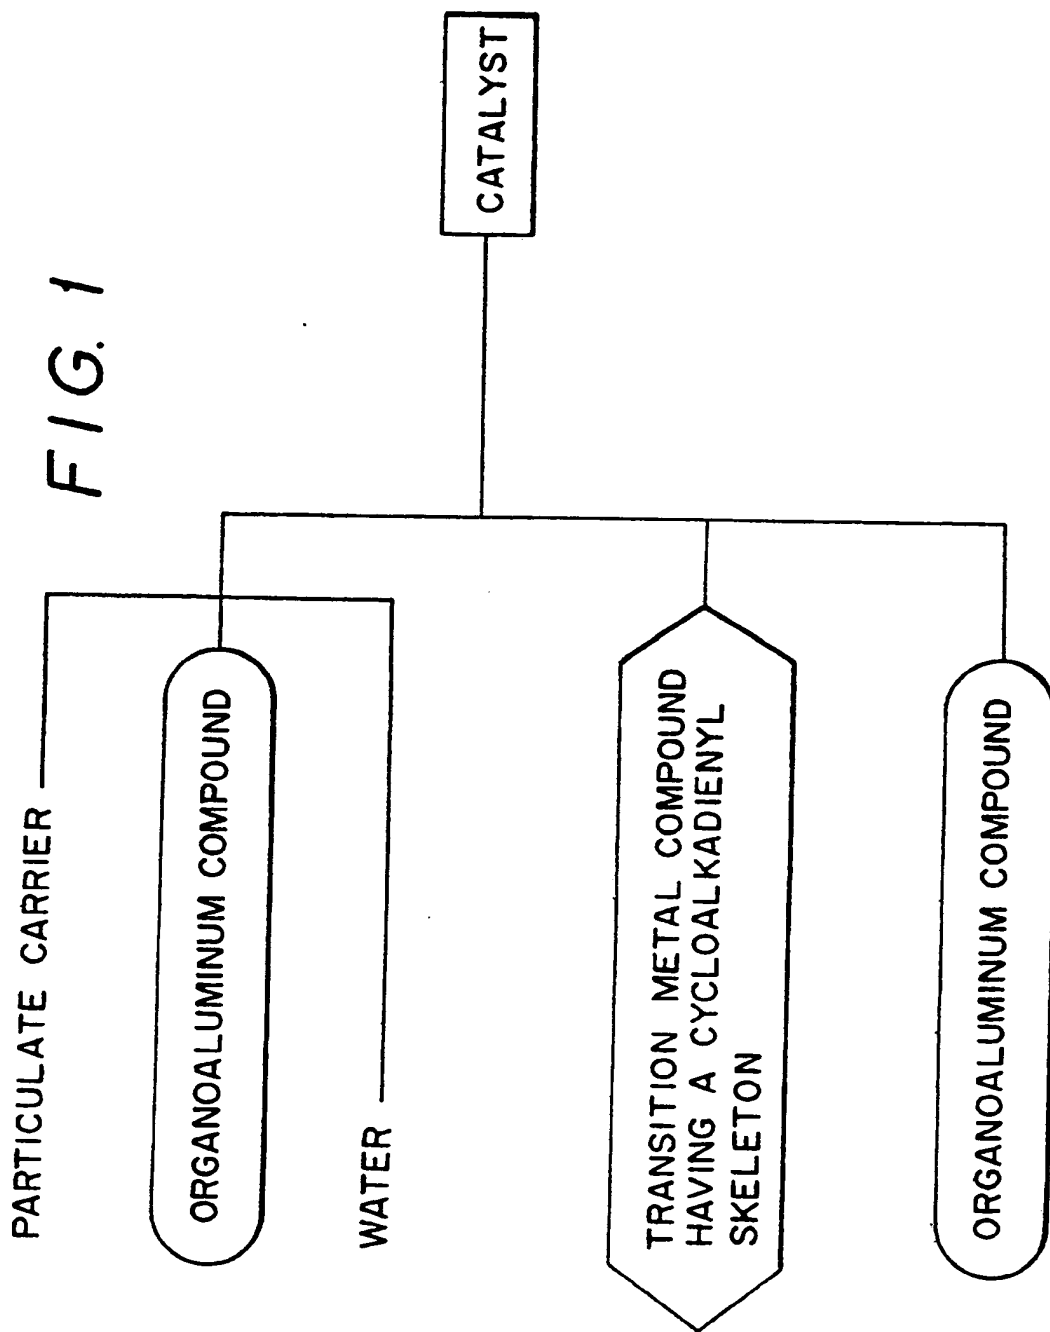 FIG. 1
PARTICULATE CARRIER
ORGANOALUMINUM COMPOUND
WATER
CATALYST
TRANSITION METAL COMPOUND
HAVING A CYCLOALKADIENYL
SKELETON
ORGANOALUMINUM COMPOUND